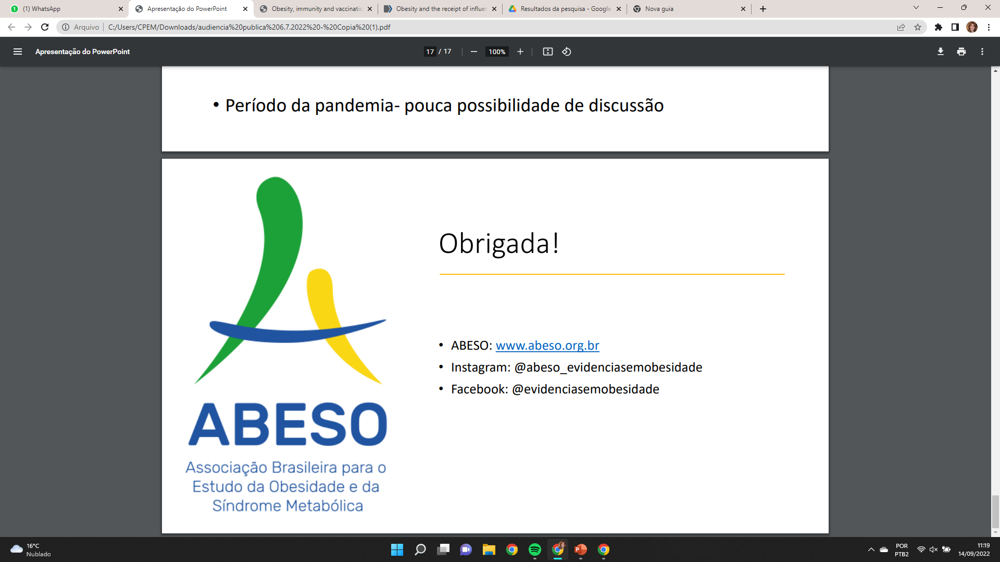 (1) WhatsApp
Apresentação do PowerPoint
Obesity, immunity and vaccinatic
Obesity and the receipt of influer
Resultados da pesquisa - Google
Nova guia
Arquivo
C:/Users/CPEM/Downloads/audiencia%20publica%206.7.2022%20-%20Copia%20(1).pdf
Apresentação do PowerPoint
17 / 17
100%
• Período da pandemia- pouca possibilidade de discussão
Obrigada!
• ABESO: www.abeso.org.br
• Instagram: @abeso_evidenciasemobesidade
• Facebook: @evidenciasemobesidade
ABESO
Associação Brasileira para o
Estudo da Obesidade e da
Síndrome Metabólica
16°C
Nublado
POR
PTB2
11:19
14/09/2022